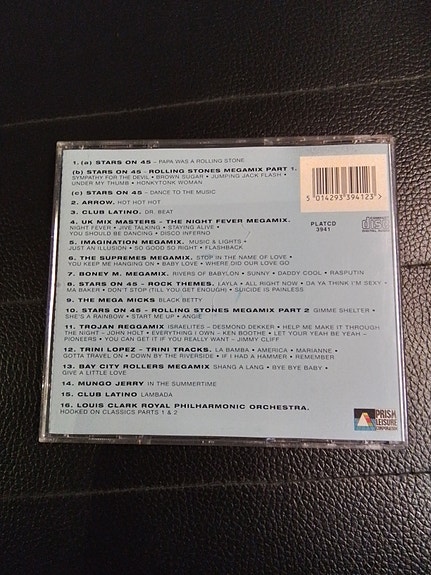 1. (a) STARS ON 45 – PAPA WAS A ROLLING STONE
(b) STARS ON 45 - ROLLING STONES MEGAMIX PART 1.
SYMPATHY FOR THE DEVIL • BROWN SUGAR • JUMPING JACK FLASH •
UNDER MY THUMB • HONKYTONK WOMAN
(c) STARS ON 45 – DANCE TO THE MUSIC
2. ARROW. HOT HOT HOT
3. CLUB LATINO. DR. BEAT
4. UK MIX MASTERS - THE NIGHT FEVER MEGAMIX.
NIGHT FEVER • JIVE TALKING • STAYING ALIVE •
YOU SHOULD BE DANCING • DISCO INFERNO
5. IMAGINATION MEGAMIX. MUSIC & LIGHTS •
JUST AN ILLUSION • SO GOOD SO RIGHT • FLASHBACK
6. THE SUPREMES MEGAMIX. STOP IN THE NAME OF LOVE •
YOU KEEP ME HANGING ON • BABY LOVE • WHERE DID OUR LOVE GO
7. BONEY M. MEGAMIX. RIVERS OF BABYLON • SUNNY • DADDY COOL • RASPUTIN
8. STARS ON 45 - ROCK THEMES. LAYLA • ALL RIGHT NOW • DA YA THINK I'M SEXY •
MA BAKER • DON'T STOP (TILL YOU GET ENOUGH) • SUICIDE IS PAINLESS
9. THE MEGA MICKS BLACK BETTY
10. STARS ON 45 - ROLLING STONES MEGAMIX PART 2 GIMME SHELTER •
SHE'S A RAINBOW • START ME UP • ANGIE
11. TROJAN REGGAMIX ISRAELITES - DESMOND DEKKER • HELP ME MAKE IT THROUGH
THE NIGHT - JOHN HOLT • EVERYTHING I OWN - KEN BOOTHE • LET YOUR YEAH BE YEAH -
PIONEERS • YOU CAN GET IT IF YOU REALLY WANT - JIMMY CLIFF
12. TRINI LOPEZ - TRINI TRACKS. LA BAMBA • AMERICA • MARIANNE •
GOTTA TRAVEL ON • DOWN BY THE RIVERSIDE • IF I HAD A HAMMER • REMEMBER
13. BAY CITY ROLLERS MEGAMIX SHANG A LANG • BYE BYE BABY •
GIVE A LITTLE LOVE
14. MUNGO JERRY IN THE SUMMERTIME
15. CLUB LATINO LAMBADA
16. LOUIS CLARK ROYAL PHILHARMONIC ORCHESTRA.
HOOKED ON CLASSICS PARTS 1 & 2
5 014293 394123 >
PLATCD
3941
PRISM
LEISURE
CORPORATION